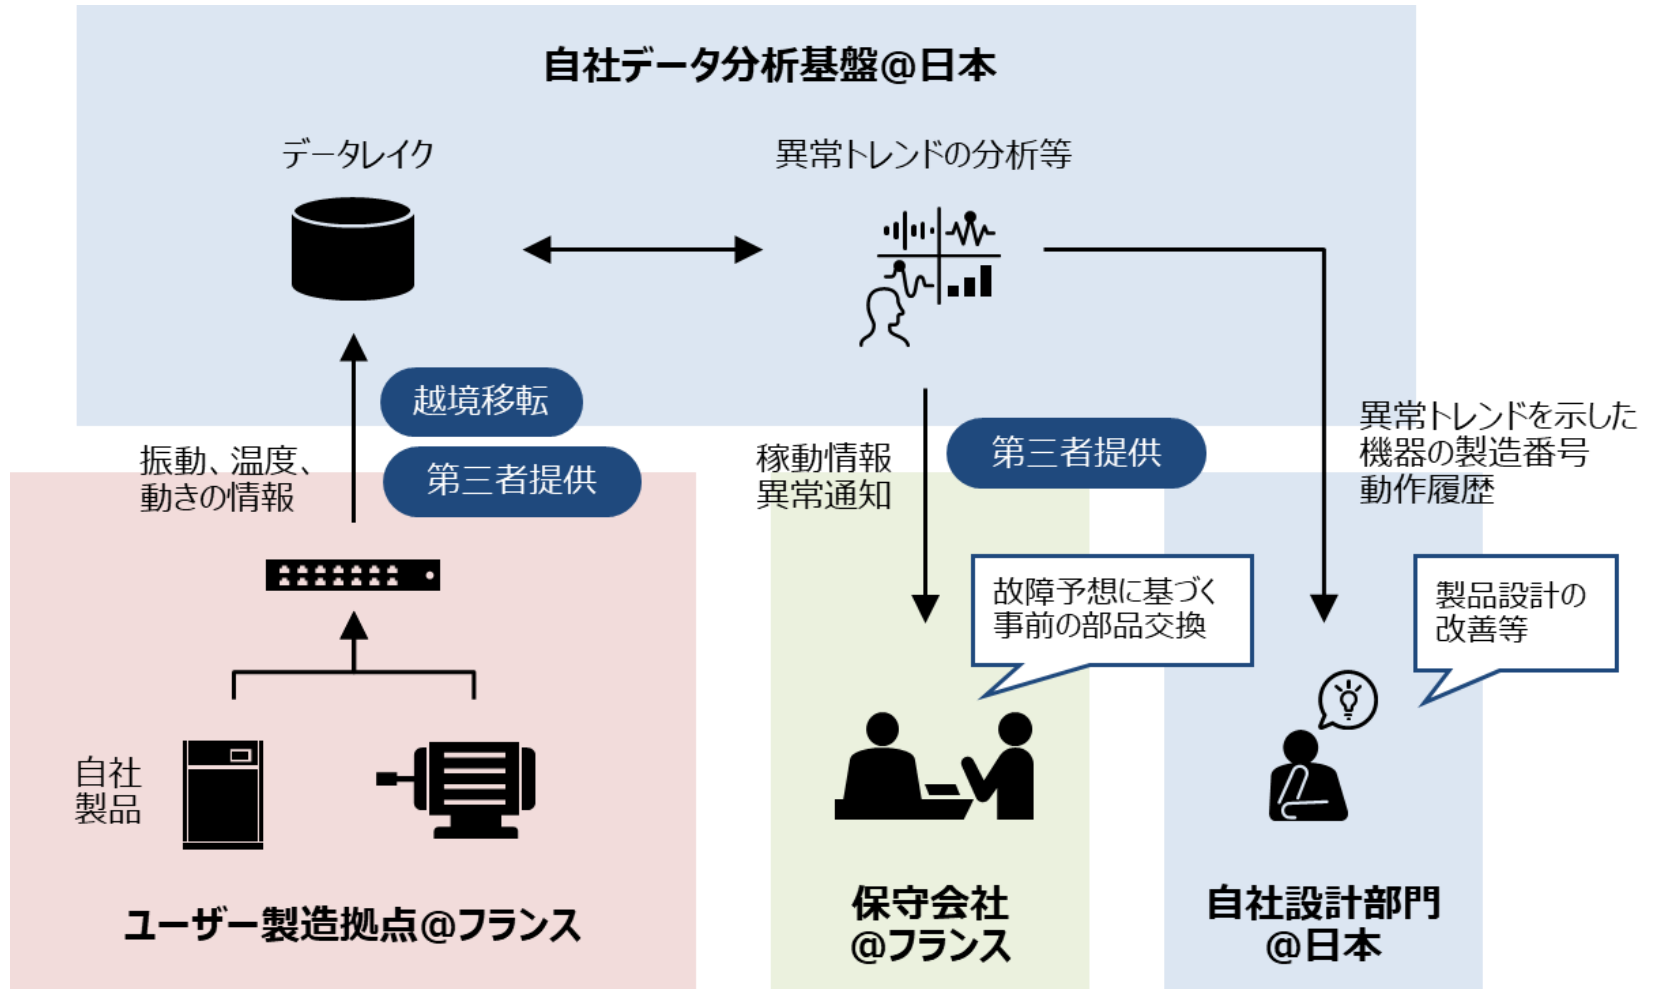 自社データ分析基盤@日本
データレイク
異常トレンドの分析等
越境移転
第三者提供
振動、温度、
動きの情報
稼動情報
異常通知
第三者提供
異常トレンドを示した
機器の製造番号
動作履歴
故障予想に基づく
事前の部品交換
製品設計の
改善等
自社
製品
ユーザー製造拠点@フランス
保守会社
@フランス
自社設計部門
@日本